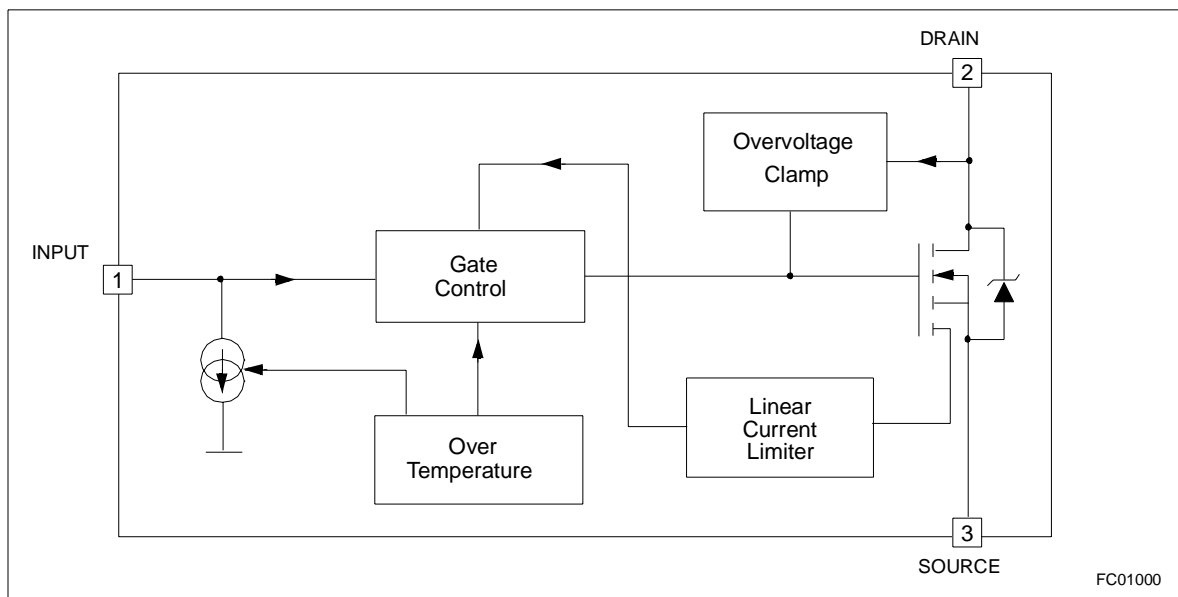 DRAIN
2
Overvoltage
Clamp
INPUT
1
Gate
Control
Over
Temperature
Linear
Current
Limiter
3
SOURCE
FC01000